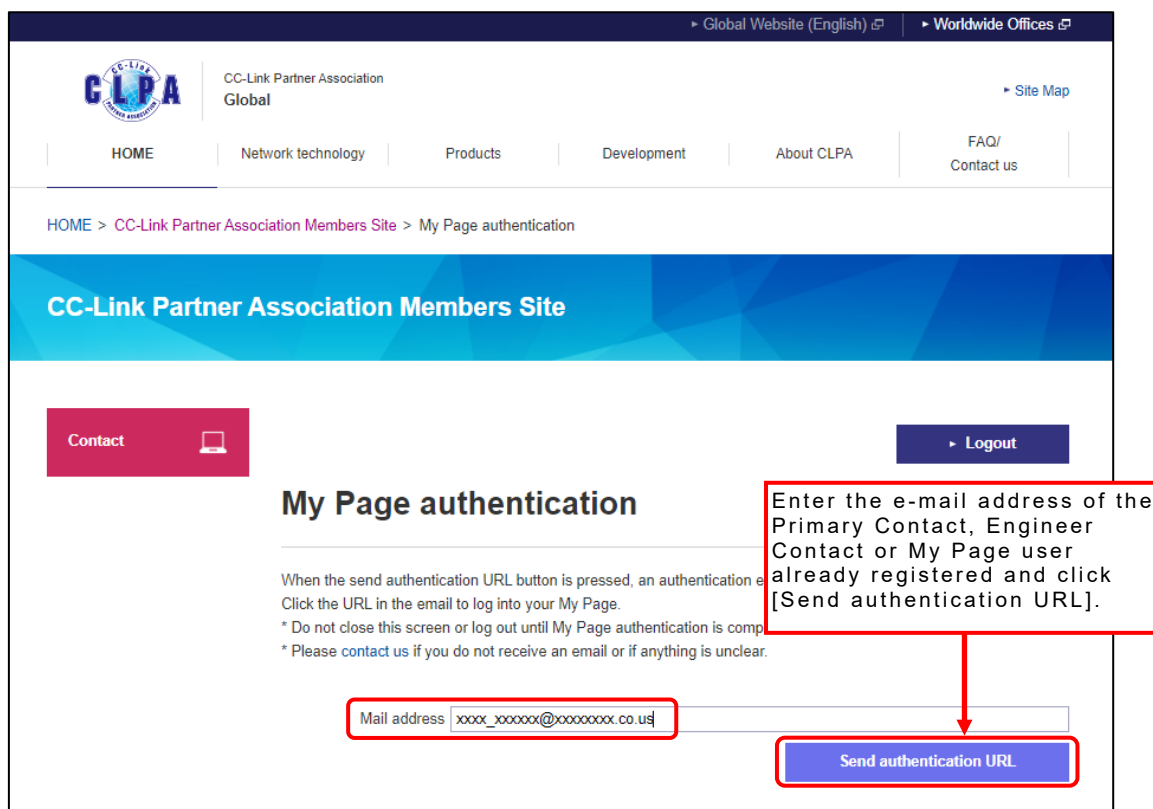 ▸ Global Website (English)
▸ Worldwide Offices
CC-Link
CLPA
PARTNER ASSOCIATION
CC-Link Partner Association
Global
▸ Site Map
HOME
Network technology
Products
Development
About CLPA
FAQ/
Contact us
HOME > CC-Link Partner Association Members Site > My Page authentication
CC-Link Partner Association Members Site
Contact
▸ Logout
My Page authentication
Enter the e-mail address of the
Primary Contact, Engineer
Contact or My Page user
already registered and click
[Send authentication URL].
When the send authentication URL button is pressed, an authentication e
Click the URL in the email to log into your My Page.
* Do not close this screen or log out until My Page authentication is comp
* Please contact us if you do not receive an email or if anything is unclear.
Mail address xxxx_xxxxxx@xxxxxxxx.co.us
Send authentication URL